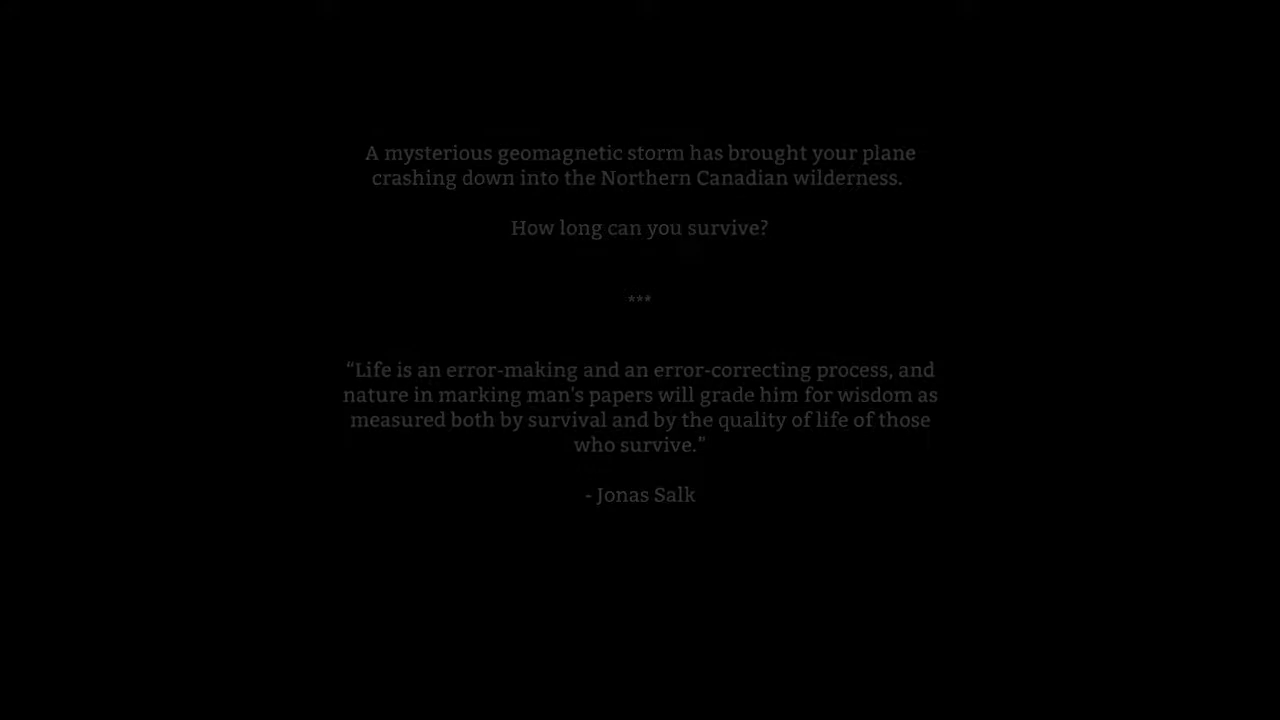 A mysterious geomagnetic storm has brought your plane
crashing down into the Northern Canadian wilderness.
How long can you survive?
***
“Life is an error-making and an error-correcting process, and
nature in marking man's papers will grade him for wisdom as
measured both by survival and by the quality of life of those
who survive.”
- Jonas Salk